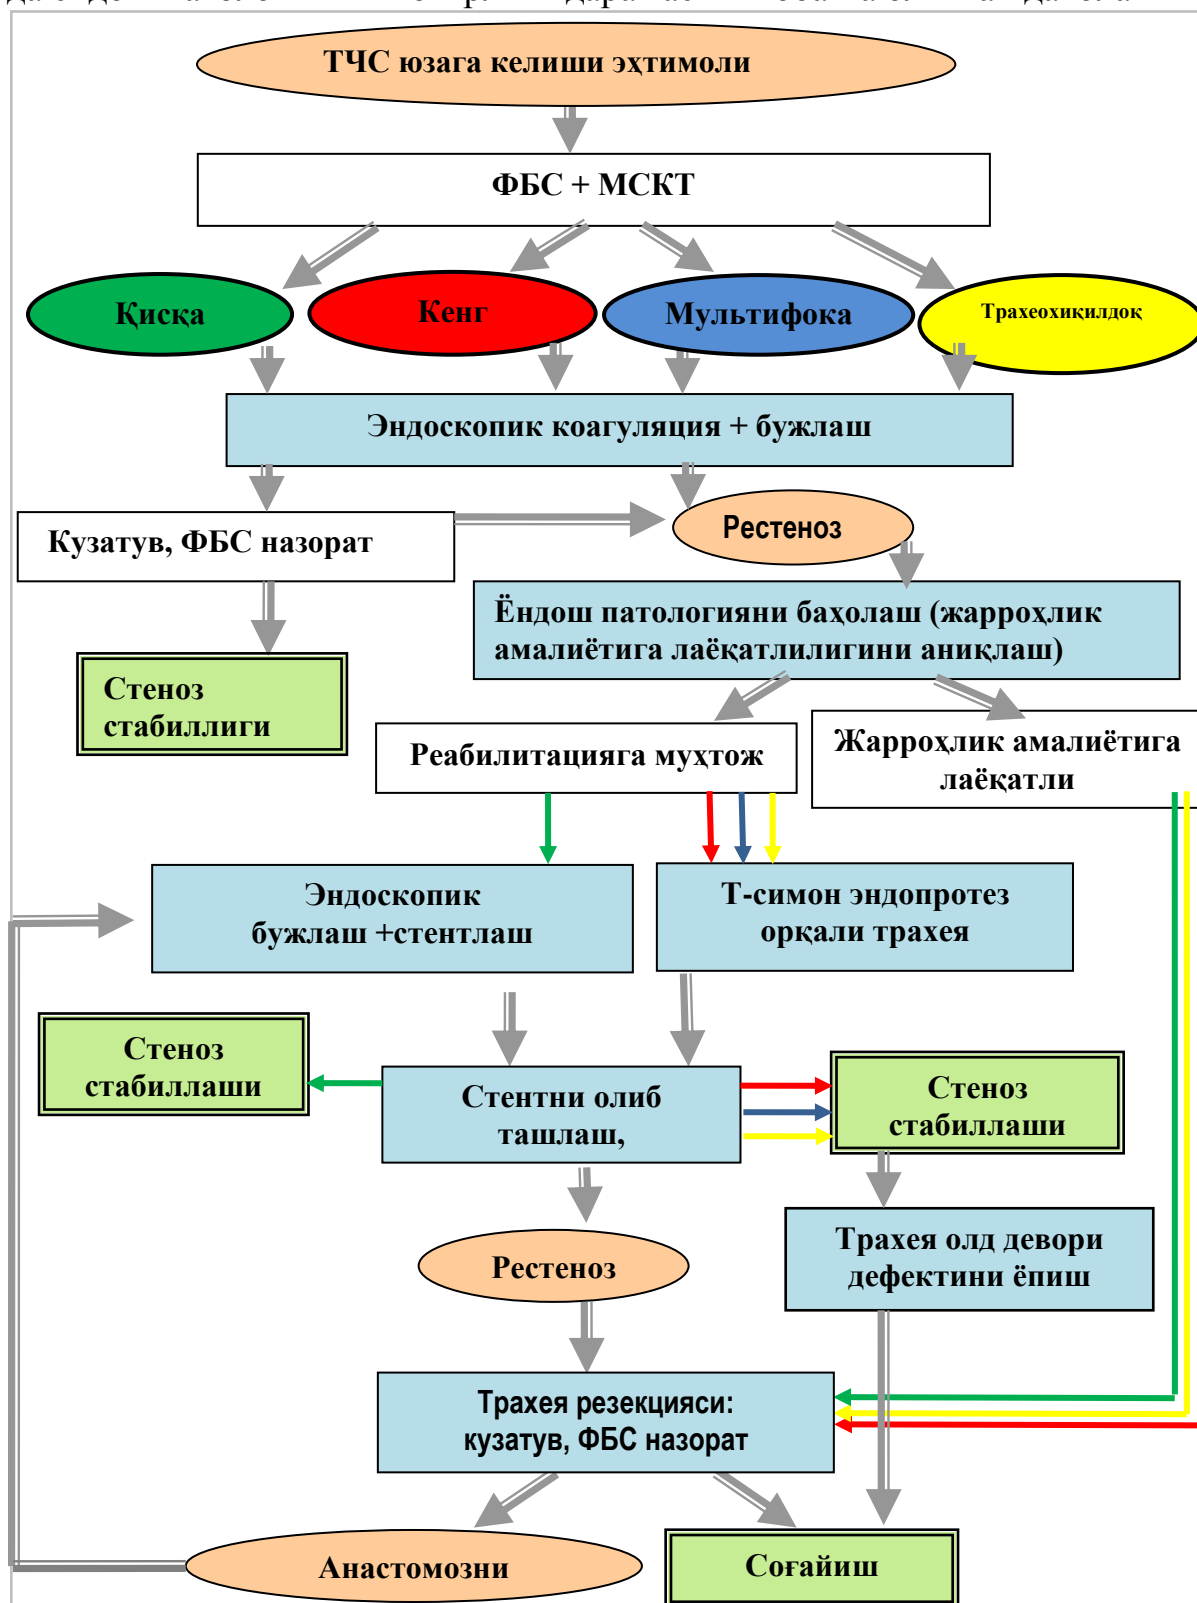 ТЧС юзага келиши эҳтимоли
ФБС + МСКТ
Қисқа
Кенг
Мультифока
Трахеохиқилдоқ
Эндоскопик коагуляция + бужлаш
Кузатув, ФБС назорат
Рестеноз
Ёндош патологияни баҳолаш (жарроҳлик
амалиётига лаёқатлилигини аниқлаш)
Стеноз
стабиллиги
Реабилитацияга муҳтож
Жарроҳлик амалиётига
лаёқатли
Эндоскопик
бужлаш +стентлаш
Т-симон эндопротез
орқали трахея
Стеноз
стабиллаши
Стентни олиб
ташлаш,
Стеноз
стабиллаши
Трахея олд девори
дефектини ёпиш
Рестеноз
Трахея резекцияси:
кузатув, ФБС назорат
Анастомозни
Соғайиш